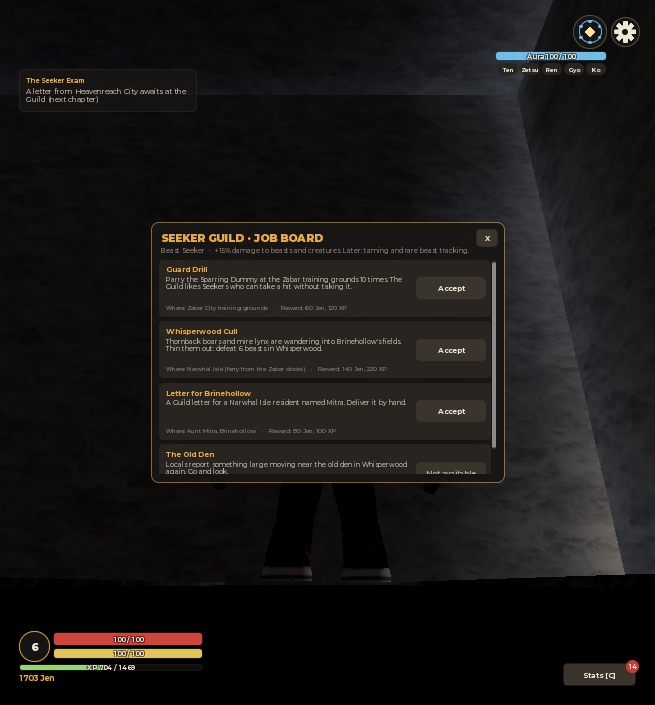 Aura 100 / 100
Ten Zetsu Ren Gyo Ko
The Seeker Exam
A letter from Heavenreach City awaits at the
Guild (next chapter)
SEEKER GUILD · JOB BOARD
X
Beast Seeker · +15% damage to beasts and creatures. Later: taming and rare beast tracking.
Guard Drill
Parry the Sparring Dummy at the Zabar training grounds 10 times. The
Guild likes Seekers who can take a hit without taking it.
Accept
Where: Zabar City training grounds · Reward: 60 Jen, 120 XP
Whisperwood Cull
Thornback boars and mire lynx are wandering into Brinehollow's fields.
Thin them out: defeat 6 beasts in Whisperwood.
Accept
Where: Narwhal Isle (ferry from the Zabar docks) · Reward: 140 Jen, 220 XP
Letter for Brinehollow
A Guild letter for a Narwhal Isle resident named Mitra. Deliver it by hand.
Accept
Where: Aunt Mitra, Brinehollow · Reward: 80 Jen, 100 XP
The Old Den
Locals report something large moving near the old den in Whisperwood
again. Go and look.
Not available
6
100 / 100
100 / 100
XP 704 / 1469
1703 Jen
Stats [C]
14